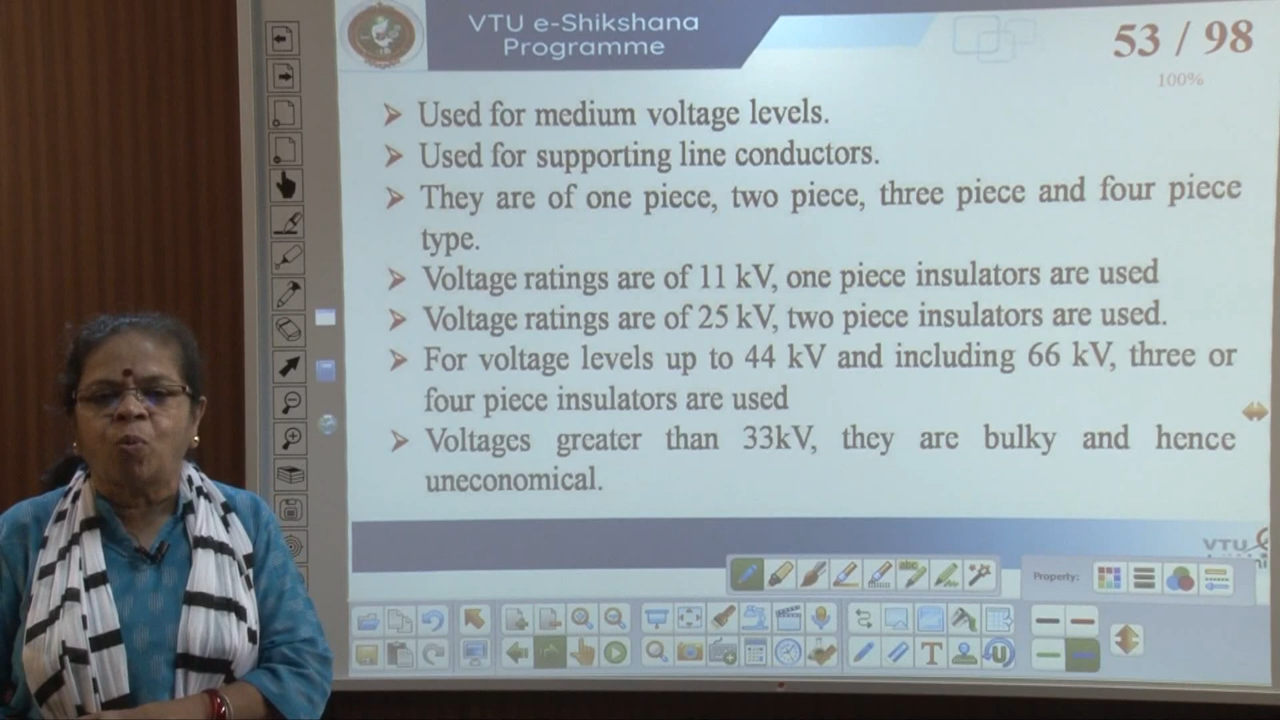 VTU e-Shikshana
Programme
53 / 98
100%
Used for medium voltage levels.
Used for supporting line conductors.
They are of one piece, two piece, three piece and four piece
type.
Voltage ratings are of 11 kV, one piece insulators are used
Voltage ratings are of 25 kV, two piece insulators are used.
For voltage levels up to 44 kV and including 66 kV, three or
four piece insulators are used
Voltages greater than 33kV, they are bulky and hence
uneconomical.
VTU
Property: